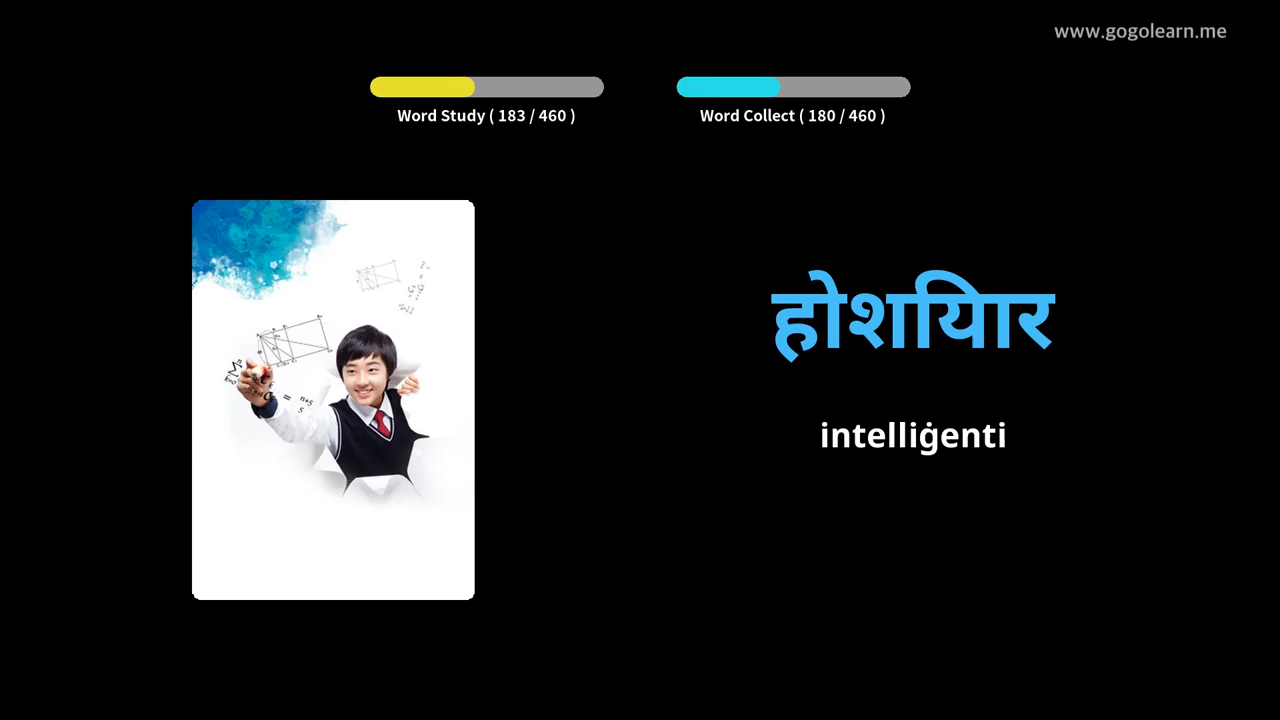 www.gogolearn.me
Word Study ( 183 / 460 )
Word Collect ( 180 / 460 )
होशियार
intelliġenti